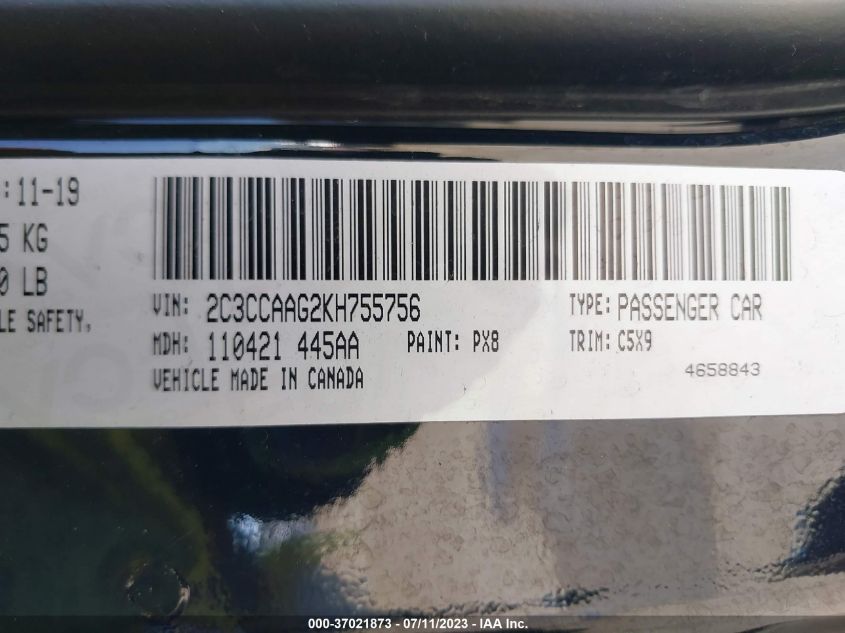 : 11-19
5 KG
0 LB
LE SAFETY,
VIN: 2C3CCAAG2KH755756 TYPE: PASSENGER CAR
MDH: 110421 445AA PAINT: PX8 TRIM: C5X9
VEHICLE MADE IN CANADA 4658843
000-37021873 - 07/11/2023 - IAA Inc.